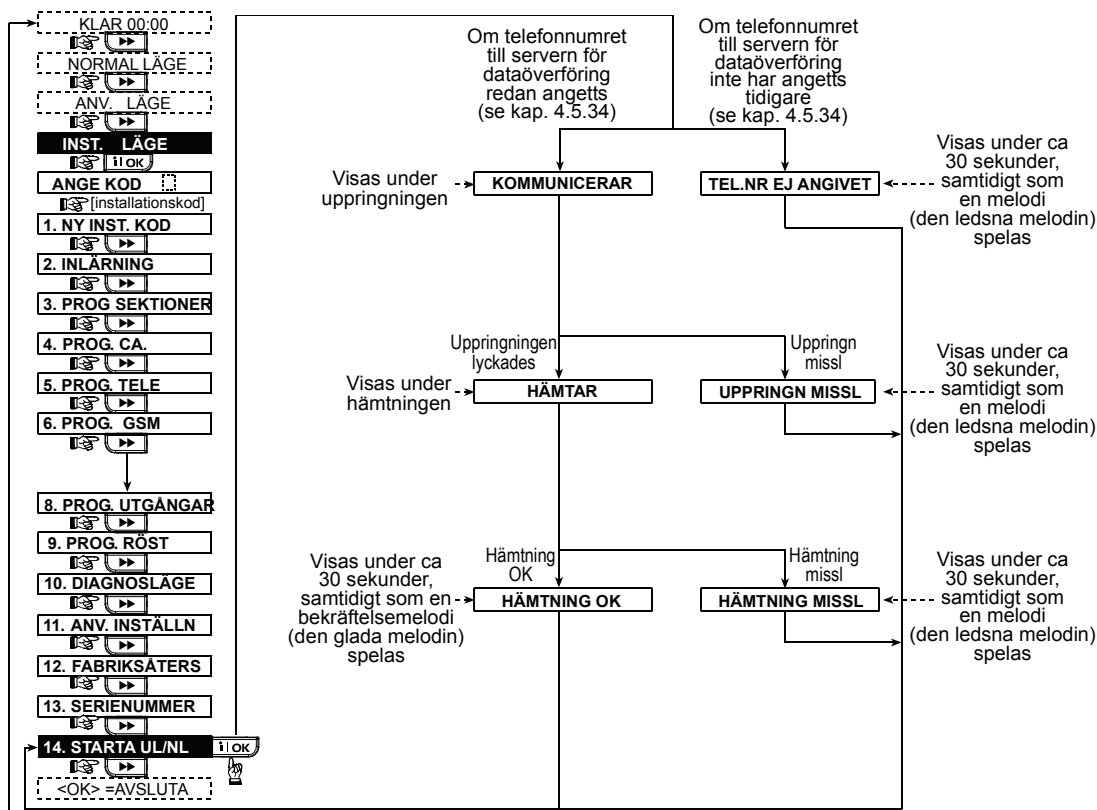 KLAR 00:00
NORMAL LÄGE
ANV. LÄGE
INST. LÄGE
i I OK
ANGE KOD
[installationskod]
1. NY INST. KOD
2. INLÄRNING
3. PROG SEKTIONER
4. PROG. CA.
5. PROG. TELE
6. PROG. GSM
8. PROG. UTGÅNGAR
9. PROG. RÖST
10. DIAGNOSLÄGE
11. ANV. INSTÄLLN
12. FABRIKSÅTERS
13. SERIENUMMER
14. STARTA UL/NL
i I OK
<OK> =AVSLUTA
Om telefonnumret
till servern för
dataöverföring
redan angetts
(se kap. 4.5.34)
Om telefonnumret
till servern för
dataöverföring
inte har angetts
tidigare
(se kap. 4.5.34)
Visas under
uppringningen
KOMMUNICERAR
TEL.NR EJ ANGIVET
Visas under ca
30 sekunder,
samtidigt som
en melodi
(den ledsna melodin)
spelas
Uppringningen
lyckades
Uppringn
missl
Visas under
hämtningen
HÄMTAR
UPPRINGN MISSL
Visas under ca
30 sekunder,
samtidigt som
en melodi
(den ledsna melodin)
spelas
Hämtning
OK
Hämtning
missl
Visas under ca
30 sekunder,
samtidigt som en
bekräftelsemelodi
(den glada melodin)
spelas
HÄMTNING OK
HÄMTNING MISSL
Visas under ca
30 sekunder,
samtidigt som
en melodi
(den ledsna melodin)
spelas